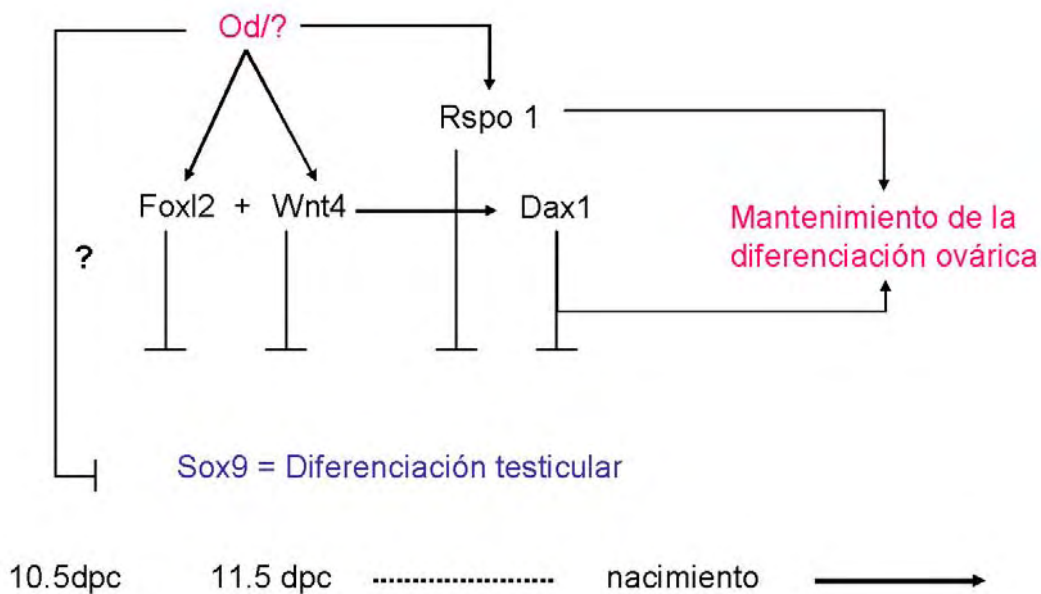 Od/?
Rspo 1
Foxl2 + Wnt4 Dax1
?
Mantenimiento de la
diferenciación ovárica
Sox9 = Diferenciación testicular
10.5dpc 11.5 dpc nacimiento